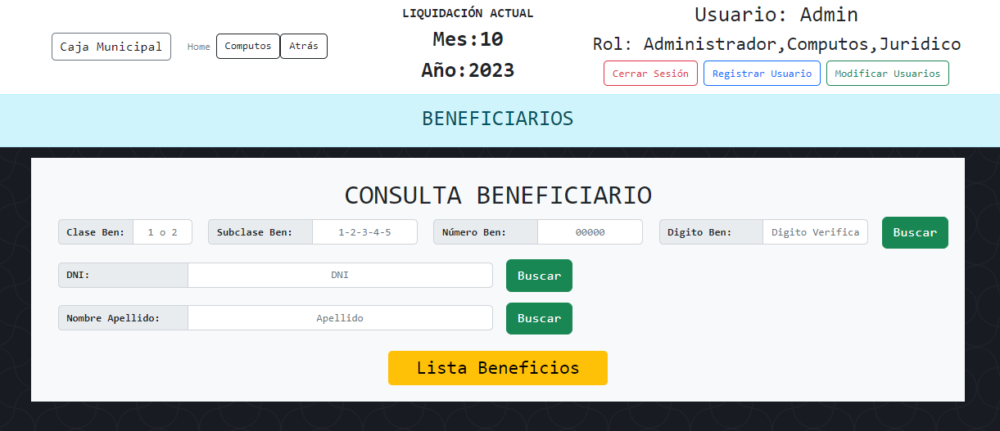 Caja Municipal
Home
Computos
Atrás
LIQUIDACIÓN ACTUAL
Mes:10
Año:2023
Usuario: Admin
Rol: Administrador,Computos,Juridico
Cerrar Sesión
Registrar Usuario
Modificar Usuarios
BENEFICIARIOS
CONSULTA BENEFICIARIO
Clase Ben: 1 o 2
Subclase Ben: 1-2-3-4-5
Número Ben: 00000
Digito Ben: Digito Verifica
Buscar
DNI: DNI
Buscar
Nombre Apellido: Apellido
Buscar
Lista Beneficios